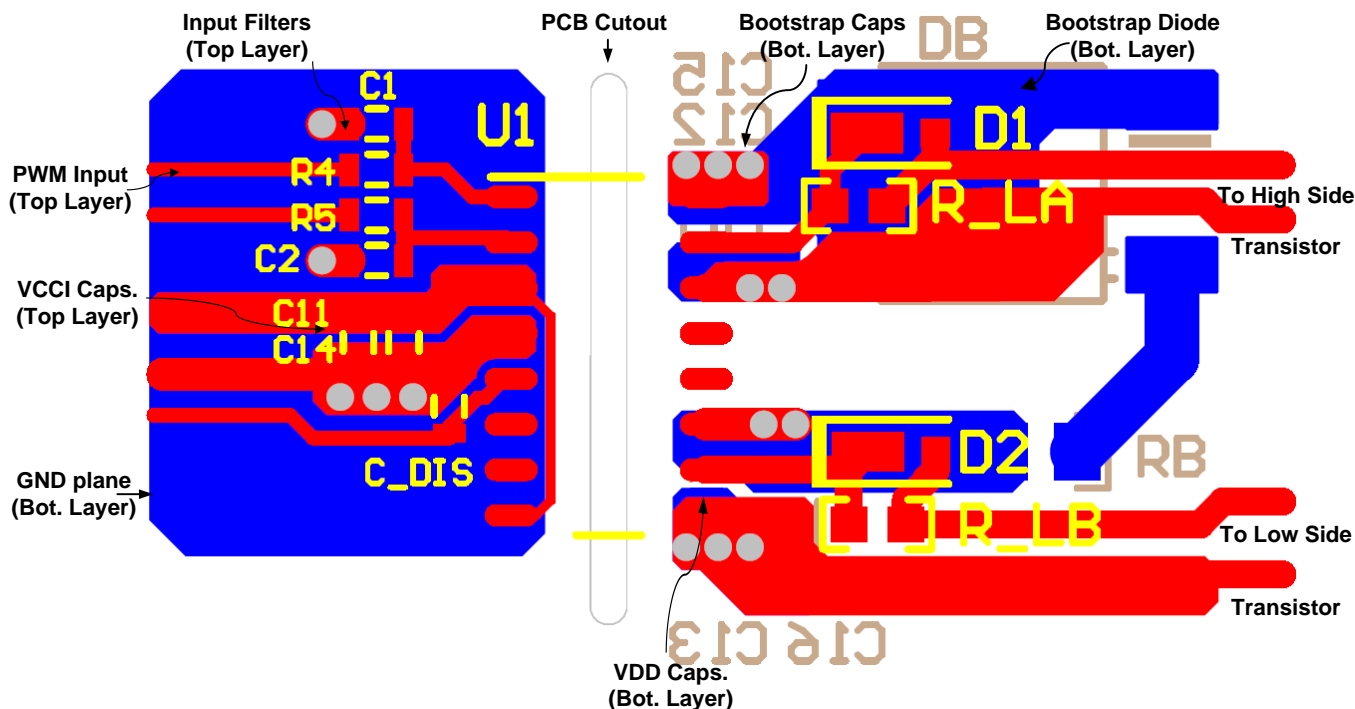 Input Filters
(Top Layer)
PCB Cutout
Bootstrap Caps
(Bot. Layer)
Bootstrap Diode
(Bot. Layer)
DB
C15
C12
C1
U1
D1
PWM Input
(Top Layer)
R4
R5
R_LA
To High Side
Transistor
C2
VCCI Caps.
(Top Layer)
C11
C14
D2
RB
C_DIS
GND plane
(Bot. Layer)
R_LB
To Low Side
Transistor
C13
C16
VDD Caps.
(Bot. Layer)